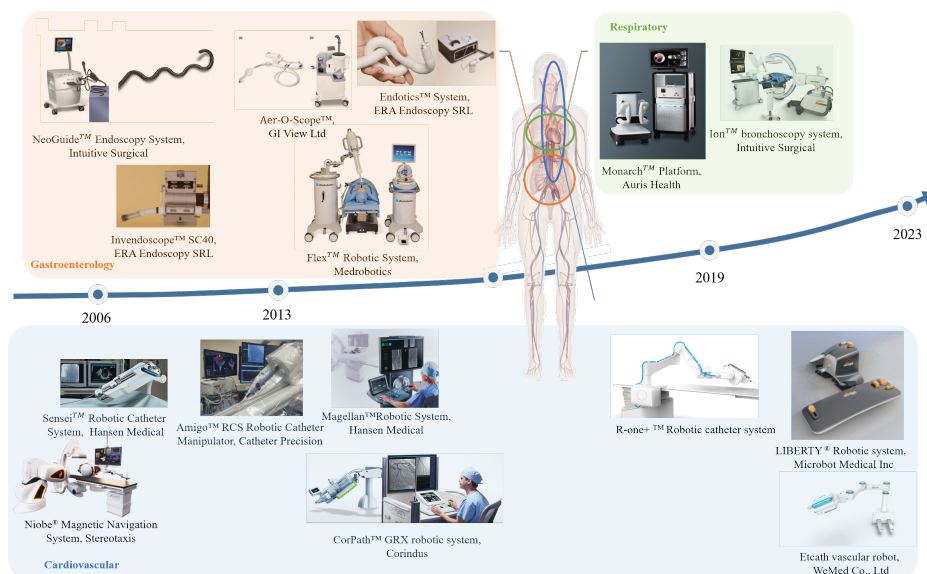 Respiratory
NeoGuide™ Endoscopy System,
Intuitive Surgical
Aer-O-Scope™,
GI View Ltd
Endotics™ System,
ERA Endoscopy SRL
Invendoscope™ SC40,
ERA Endoscopy SRL
FLEX
Flex™ Robotic System,
Medrobotics
Gastroenterology
Monarch™ Platform,
Auris Health
Ion™ bronchoscopy system,
Intuitive Surgical
2006
2013
2019
2023
Sensei™ Robotic Catheter
System, Hansen Medical
Amigo™ RCS Robotic Catheter
Manipulator, Catheter Precision
Magellan™Robotic System,
Hansen Medical
R-one+ ™ Robotic catheter system
LIBERTY® Robotic system,
Microbot Medical Inc
Niobe® Magnetic Navigation
System, Stereotaxis
CorPath™ GRX robotic system,
Corindus
Etcath vascular robot,
WeMed Co., Ltd
Cardiovascular